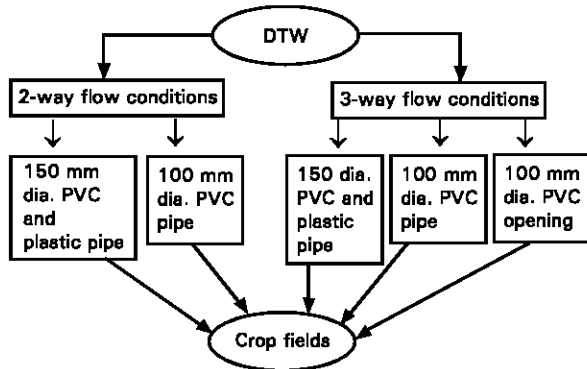 DTW
2-way flow conditions
3-way flow conditions
150 mm
dia. PVC
and
plastic pipe
100 mm
dia. PVC
pipe
150 dia.
PVC and
plastic
pipe
100 mm
dia. PVC
pipe
100 mm
dia. PVC
opening
Crop fields